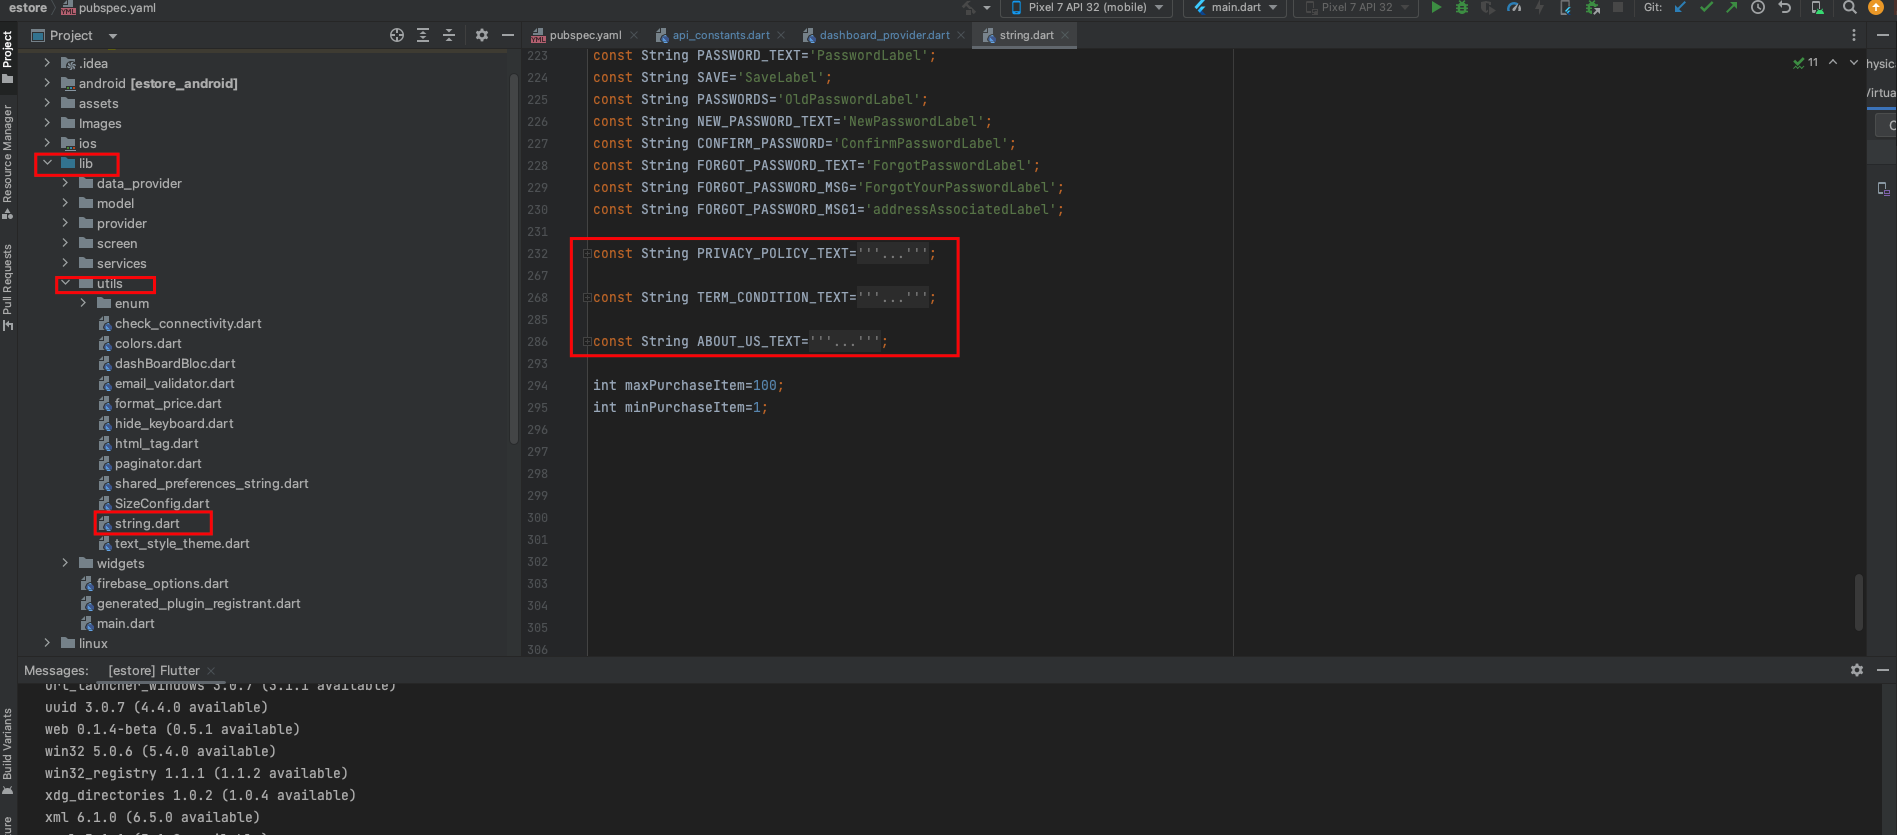 estore
pubspec.yaml
Pixel 7 API 32 (mobile)
main.dart
Pixel 7 API 32
Git:
Project
pubspec.yaml
api_constants.dart
dashboard_provider.dart
string.dart
.idea
android [estore_android]
assets
Images
ios
lib
data_provider
model
provider
screen
services
utils
enum
check_connectivity.dart
colors.dart
dashBoardBloc.dart
email_validator.dart
format_price.dart
hide_keyboard.dart
html_tag.dart
paginator.dart
shared_preferences_string.dart
SizeConfig.dart
string.dart
text_style_theme.dart
widgets
firebase_options.dart
generated_plugin_registrant.dart
main.dart
linux
Project
Resource Manager
Pull Requests
Build Variants
223 const String PASSWORD_TEXT='PasswordLabel';
224 const String SAVE='SaveLabel';
225 const String PASSWORDS='OldPasswordLabel';
226 const String NEW_PASSWORD_TEXT='NewPasswordLabel';
227 const String CONFIRM_PASSWORD='ConfirmPasswordLabel';
228 const String FORGOT_PASSWORD_TEXT='ForgotPasswordLabel';
229 const String FORGOT_PASSWORD_MSG='ForgotYourPasswordLabel';
230 const String FORGOT_PASSWORD_MSG1='addressAssociatedLabel';
231
232 const String PRIVACY_POLICY_TEXT='''...''';
267
268 const String TERM_CONDITION_TEXT='''...''';
285
286 const String ABOUT_US_TEXT='''...''';
293
294 int maxPurchaseItem=100;
295 int minPurchaseItem=1;
296
297
298
299
300
301
302
303
304
305
306
11
Messages:
[estore] Flutter
url_launcher_windows 3.0.7 (3.1.1 available)
uuid 3.0.7 (4.4.0 available)
web 0.1.4-beta (0.5.1 available)
win32 5.0.6 (5.4.0 available)
win32_registry 1.1.1 (1.1.2 available)
xdg_directories 1.0.2 (1.0.4 available)
xml 6.1.0 (6.5.0 available)